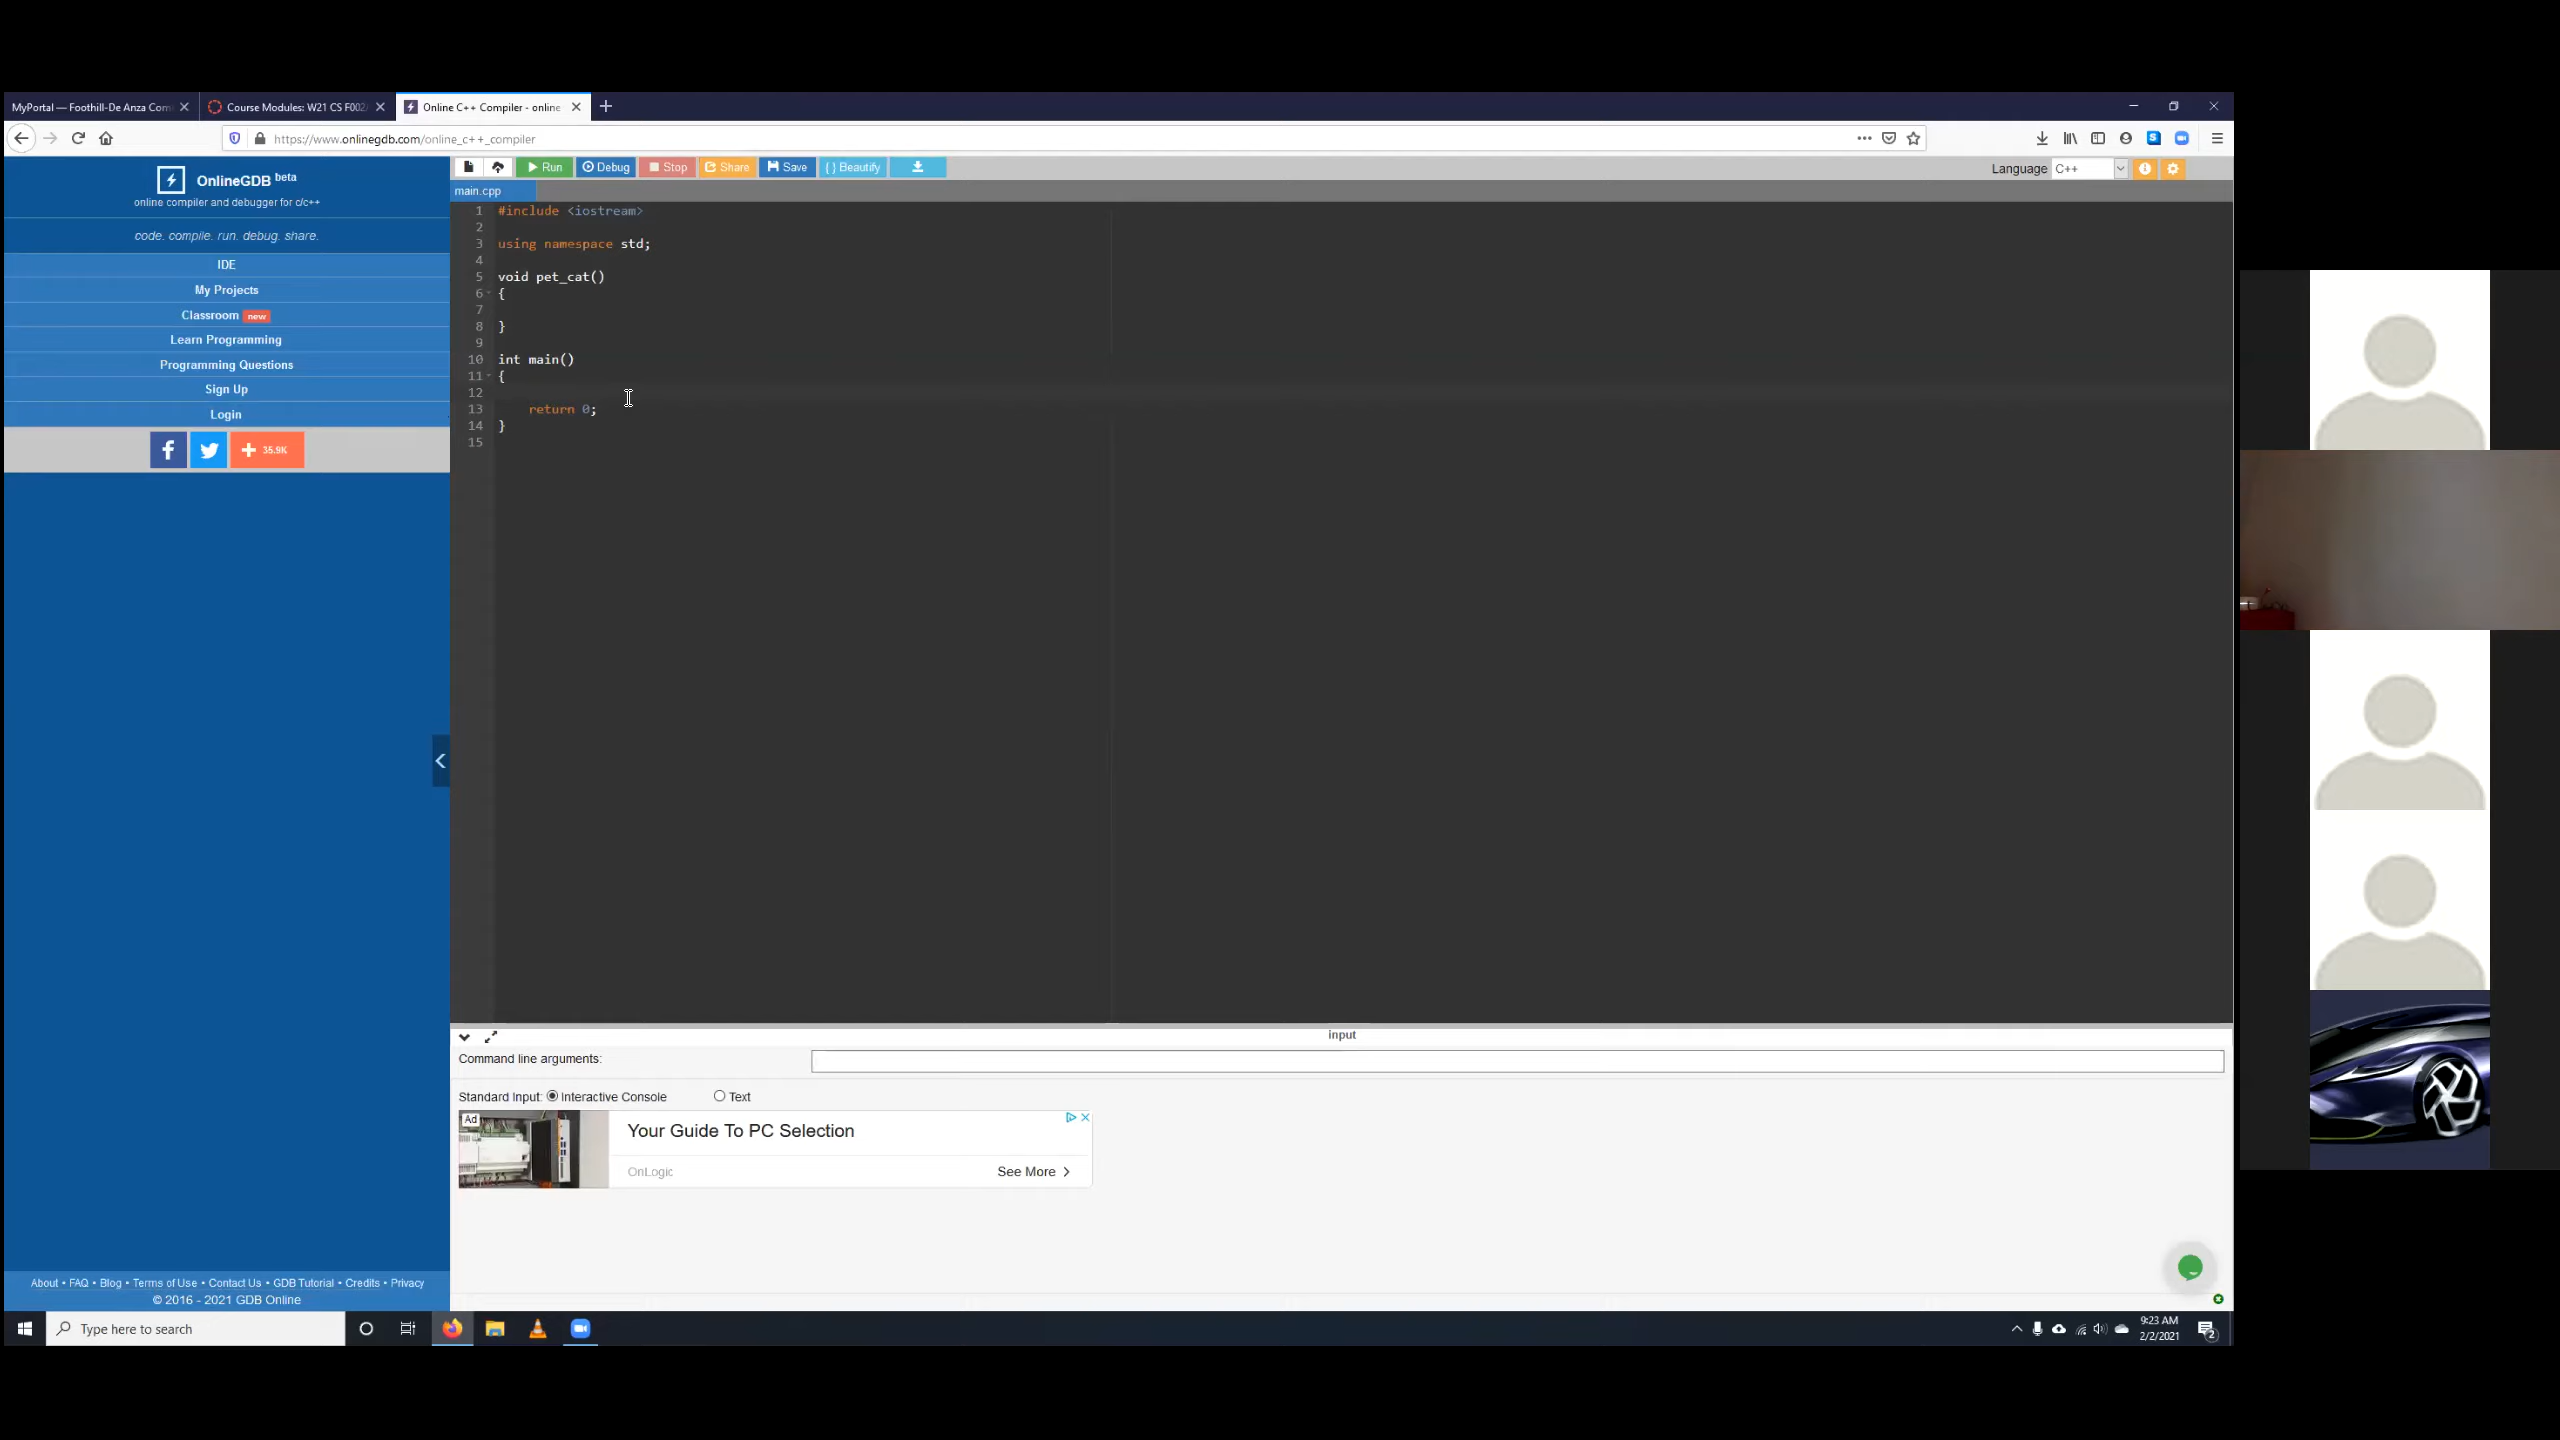 MyPortal — Foothill-De Anza Com
Course Modules: W21 CS F002
Online C++ Compiler - online
https://www.onlinegdb.com/online_c++_compiler
OnlineGDB beta
online compiler and debugger for c/c++
code. compile. run. debug. share.
IDE
My Projects
Classroom new
Learn Programming
Programming Questions
Sign Up
Login
35.9K
Run
Debug
Stop
Share
Save
{ } Beautify
Language C++
main.cpp
1 #include <iostream>
2
3 using namespace std;
4
5 void pet_cat()
6 {
7
8 }
9
10 int main()
11 {
12
13 return 0;
14 }
15
input
Command line arguments:
Standard Input: Interactive Console Text
Ad
Your Guide To PC Selection
OnLogic
See More
About • FAQ • Blog • Terms of Use • Contact Us • GDB Tutorial • Credits • Privacy
© 2016 - 2021 GDB Online
Type here to search
9:23 AM
2/2/2021
2